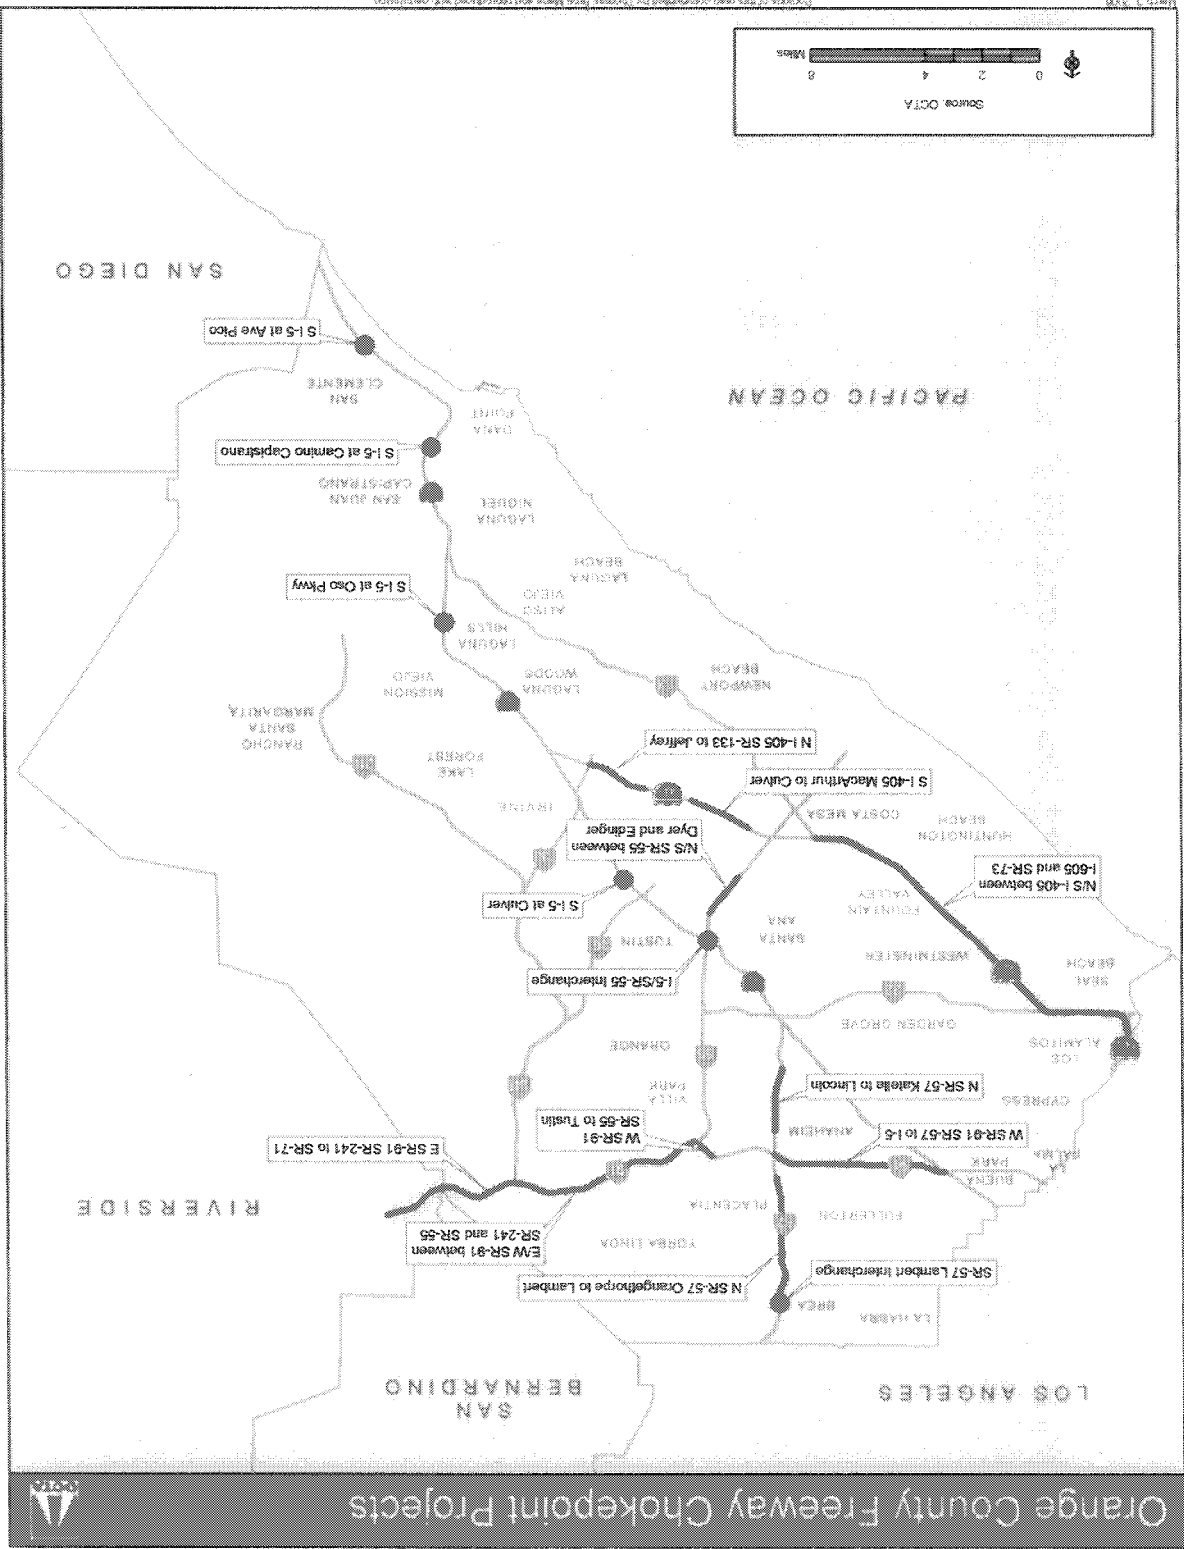 Orange County Freeway Chokepoint Projects
OCTA
LOS ANGELES
SAN
BERNARDINO
LA HABRA
BREA
SR-57 Lambert Interchange
N SR-57 Orangethorpe to Lambert
FULLERTON
YORBA LINDA
E/W SR-91 between
SR-241 and SR-55
PLACENTIA
RIVERSIDE
BUENA
PARK
LA
PALMA
W SR-91 SR-57 to I-5
ANAHEIM
W SR-91
SR-55 to Tustin
E SR-91 SR-241 to SR-71
CYPRESS
N SR-57 Katella to Lincoln
VILLA
PARK
LOS
ALAMITOS
ORANGE
GARDEN GROVE
SEAL
BEACH
I-5/SR-55 Interchange
WESTMINSTER
SANTA
ANA
TUSTIN
FOUNTAIN
VALLEY
S I-5 at Culver
N/S I-405 between
I-605 and SR-73
N/S SR-55 between
Dyer and Edinger
HUNTINGTON
BEACH
COSTA MESA
IRVINE
S I-405 MacArthur to Culver
N I-405 SR-133 to Jeffrey
LAKE
FOREST
RANCHO
SANTA
MARGARITA
NEWPORT
BEACH
LAGUNA
WOODS
MISSION
VIEJO
LAGUNA
HILLS
ALISO
VIEJO
S I-5 at Oso Pkwy
LAGUNA
BEACH
LAGUNA
NIGUEL
SAN JUAN
CAPISTRANO
S I-5 at Camino Capistrano
DANA
POINT
PACIFIC OCEAN
SAN
CLEMENTE
S I-5 at Ave Pico
SAN DIEGO
Source: OCTA
0 2 4 8
Miles